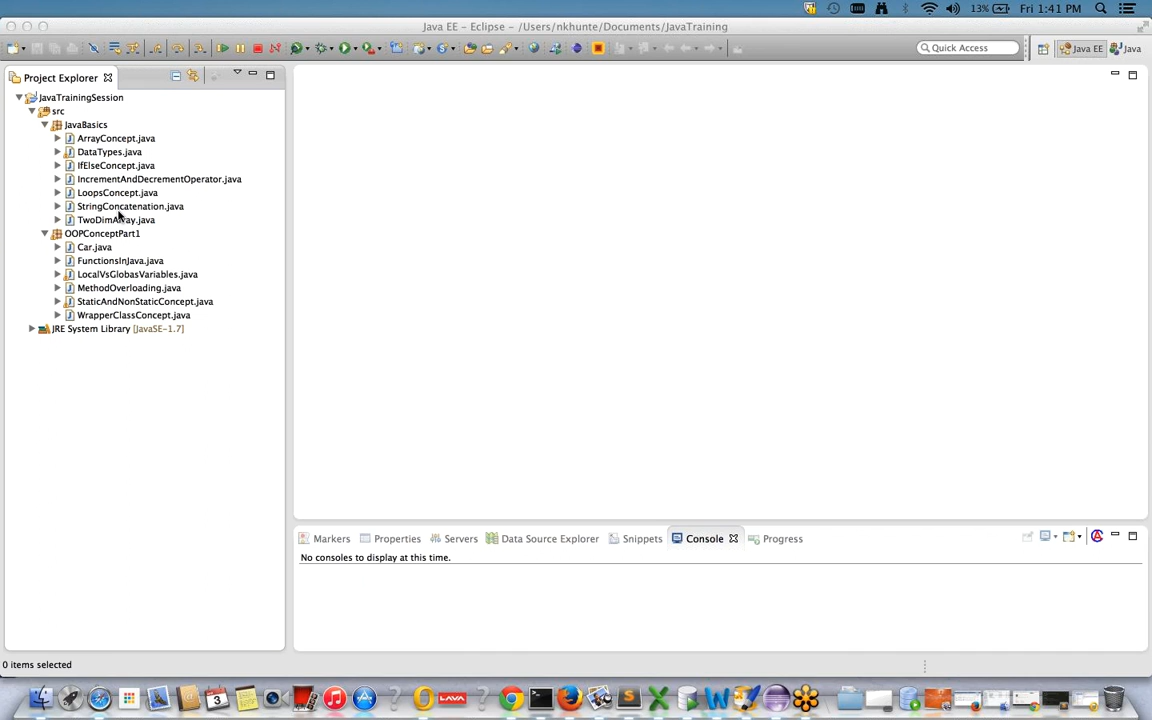 13% Fri 1:41 PM
Java EE - Eclipse - /Users/nkhunte/Documents/JavaTraining
Quick Access
Java EE
Java
Project Explorer
JavaTrainingSession
src
JavaBasics
ArrayConcept.java
DataTypes.java
IfElseConcept.java
IncrementAndDecrementOperator.java
LoopsConcept.java
StringConcatenation.java
TwoDimArray.java
OOPConceptPart1
Car.java
FunctionsInJava.java
LocalVsGlobasVariables.java
MethodOverloading.java
StaticAndNonStaticConcept.java
WrapperClassConcept.java
JRE System Library [JavaSE-1.7]
Markers
Properties
Servers
Data Source Explorer
Snippets
Console
Progress
No consoles to display at this time.
0 items selected
3
LAVA